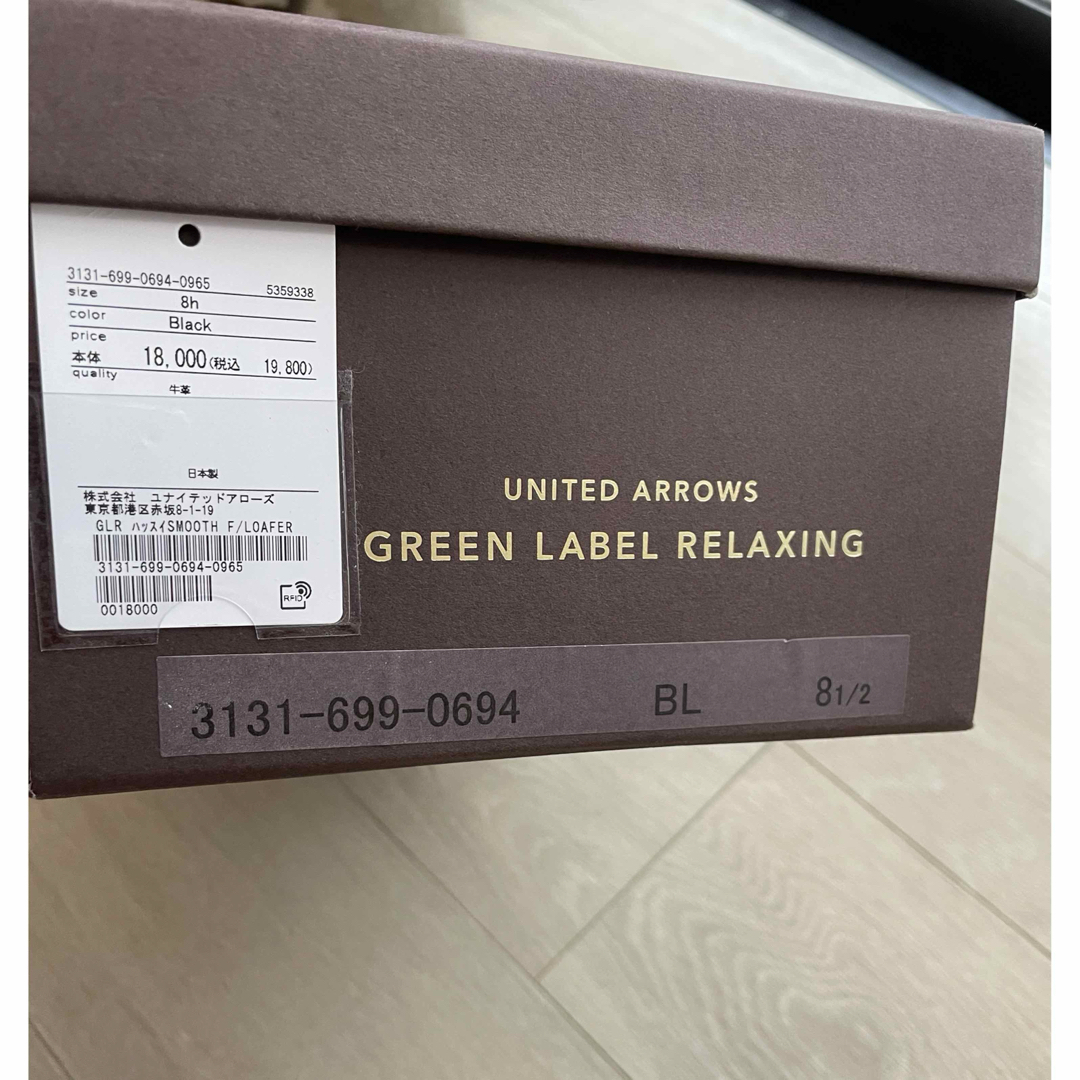 3131-699-0694-0965 5359338
size 8h
color Black
price
本体 18,000(税込 19,800)
quality
牛革
日本製
株式会社 ユナイテッドアローズ
東京都港区赤坂8-1-19
GLR ハッスイSMOOTH F/LOAFER
3131-699-0694-0965
0018000
RFID
UNITED ARROWS
GREEN LABEL RELAXING
3131-699-0694 BL 8 1/2